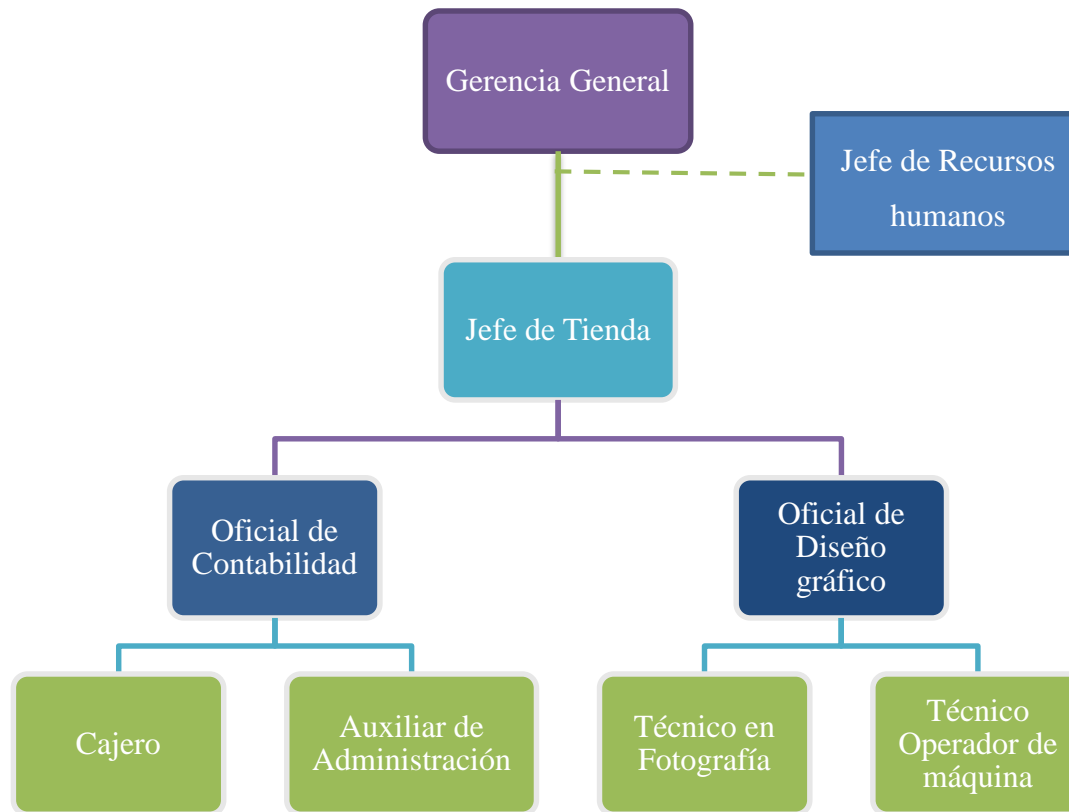 Gerencia General
Jefe de Recursos
humanos
Jefe de Tienda
Oficial de
Contabilidad
Oficial de
Diseño
gráfico
Cajero
Auxiliar de
Administración
Técnico en
Fotografía
Técnico
Operador de
máquina